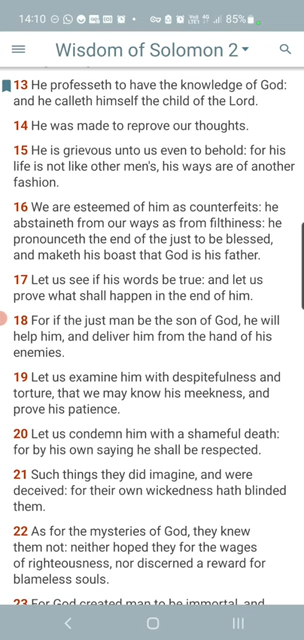 14:10
85%
Wisdom of Solomon 2
13 He professeth to have the knowledge of God:
and he calleth himself the child of the Lord.
14 He was made to reprove our thoughts.
15 He is grievous unto us even to behold: for his
life is not like other men's, his ways are of another
fashion.
16 We are esteemed of him as counterfeits: he
abstaineth from our ways as from filthiness: he
pronounceth the end of the just to be blessed,
and maketh his boast that God is his father.
17 Let us see if his words be true: and let us
prove what shall happen in the end of him.
18 For if the just man be the son of God, he will
help him, and deliver him from the hand of his
enemies.
19 Let us examine him with despitefulness and
torture, that we may know his meekness, and
prove his patience.
20 Let us condemn him with a shameful death:
for by his own saying he shall be respected.
21 Such things they did imagine, and were
deceived: for their own wickedness hath blinded
them.
22 As for the mysteries of God, they knew
them not: neither hoped they for the wages
of righteousness, nor discerned a reward for
blameless souls.
23 For God created man to be immortal, and